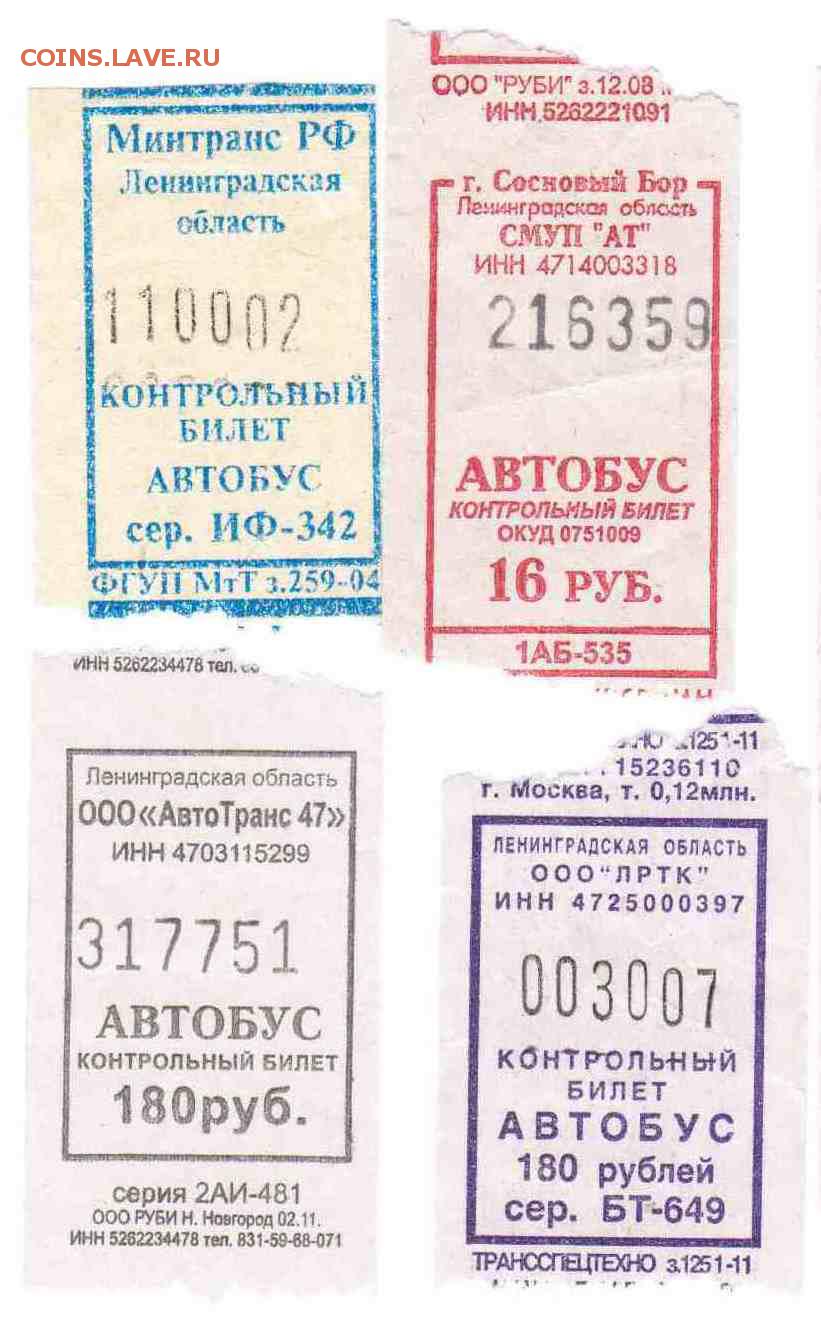 COINS.LAVE.RU
Минтранс РФ
Ленинградская
область
110002
КОНТРОЛЬНЫЙ
БИЛЕТ
АВТОБУС
сер. ИФ-342
ФГУП МтТ з.259-04
ООО "РУБИ" з.12.08
ИНН 5262221091
г. Сосновый Бор
Ленинградская область
СМУП "АТ"
ИНН 4714003318
216359
АВТОБУС
КОНТРОЛЬНЫЙ БИЛЕТ
ОКУД 0751009
16 РУБ.
1АБ-535
ИНН 5262234478 тел.
Ленинградская область
ООО «АвтоТранс 47»
ИНН 4703115299
317751
АВТОБУС
КОНТРОЛЬНЫЙ БИЛЕТ
180руб.
серия 2АИ-481
ООО РУБИ Н. Новгород 02.11.
ИНН 5262234478 тел. 831-59-68-071
з.1251-11
15236110
г. Москва, т. 0,12млн.
ЛЕНИНГРАДСКАЯ ОБЛАСТЬ
ООО "ЛРТК"
ИНН 4725000397
003007
КОНТРОЛЬНЫЙ
БИЛЕТ
АВТОБУС
180 рублей
сер. БТ-649
ТРАНССПЕЦТЕХНО з.1251-11